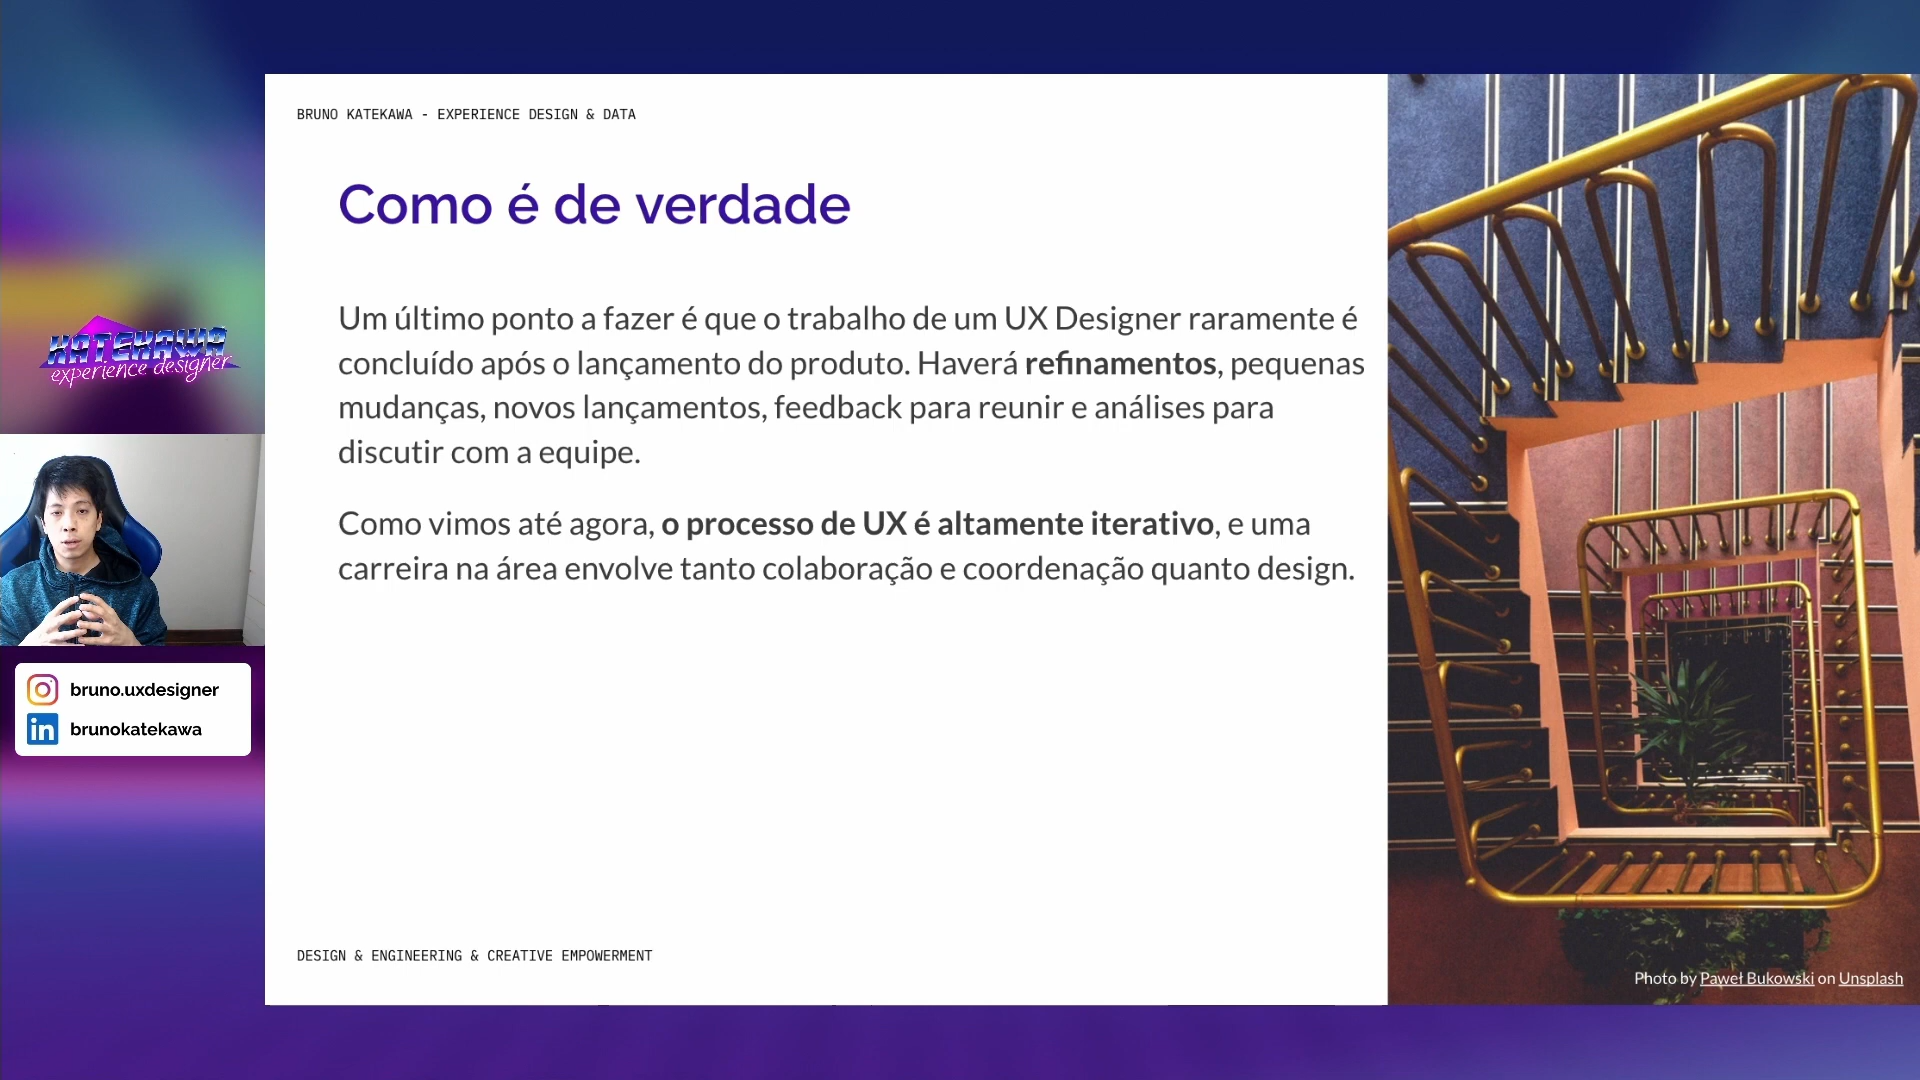 BRUNO KATEKAWA - EXPERIENCE DESIGN & DATA
Como é de verdade
Um último ponto a fazer é que o trabalho de um UX Designer raramente é
concluído após o lançamento do produto. Haverá refinamentos, pequenas
mudanças, novos lançamentos, feedback para reunir e análises para
discutir com a equipe.
Como vimos até agora, o processo de UX é altamente iterativo, e uma
carreira na área envolve tanto colaboração e coordenação quanto design.
DESIGN & ENGINEERING & CREATIVE EMPOWERMENT
Photo by Paweł Bukowski on Unsplash
KATEKAWA
experience designer
bruno.uxdesigner
in brunokatekawa